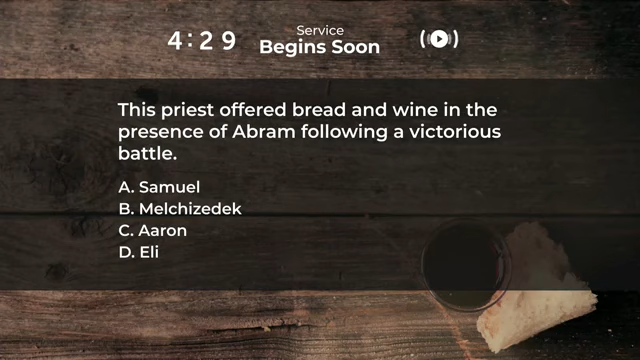 4:29
Service
Begins Soon
This priest offered bread and wine in the
presence of Abram following a victorious
battle.
A. Samuel
B. Melchizedek
C. Aaron
D. Eli